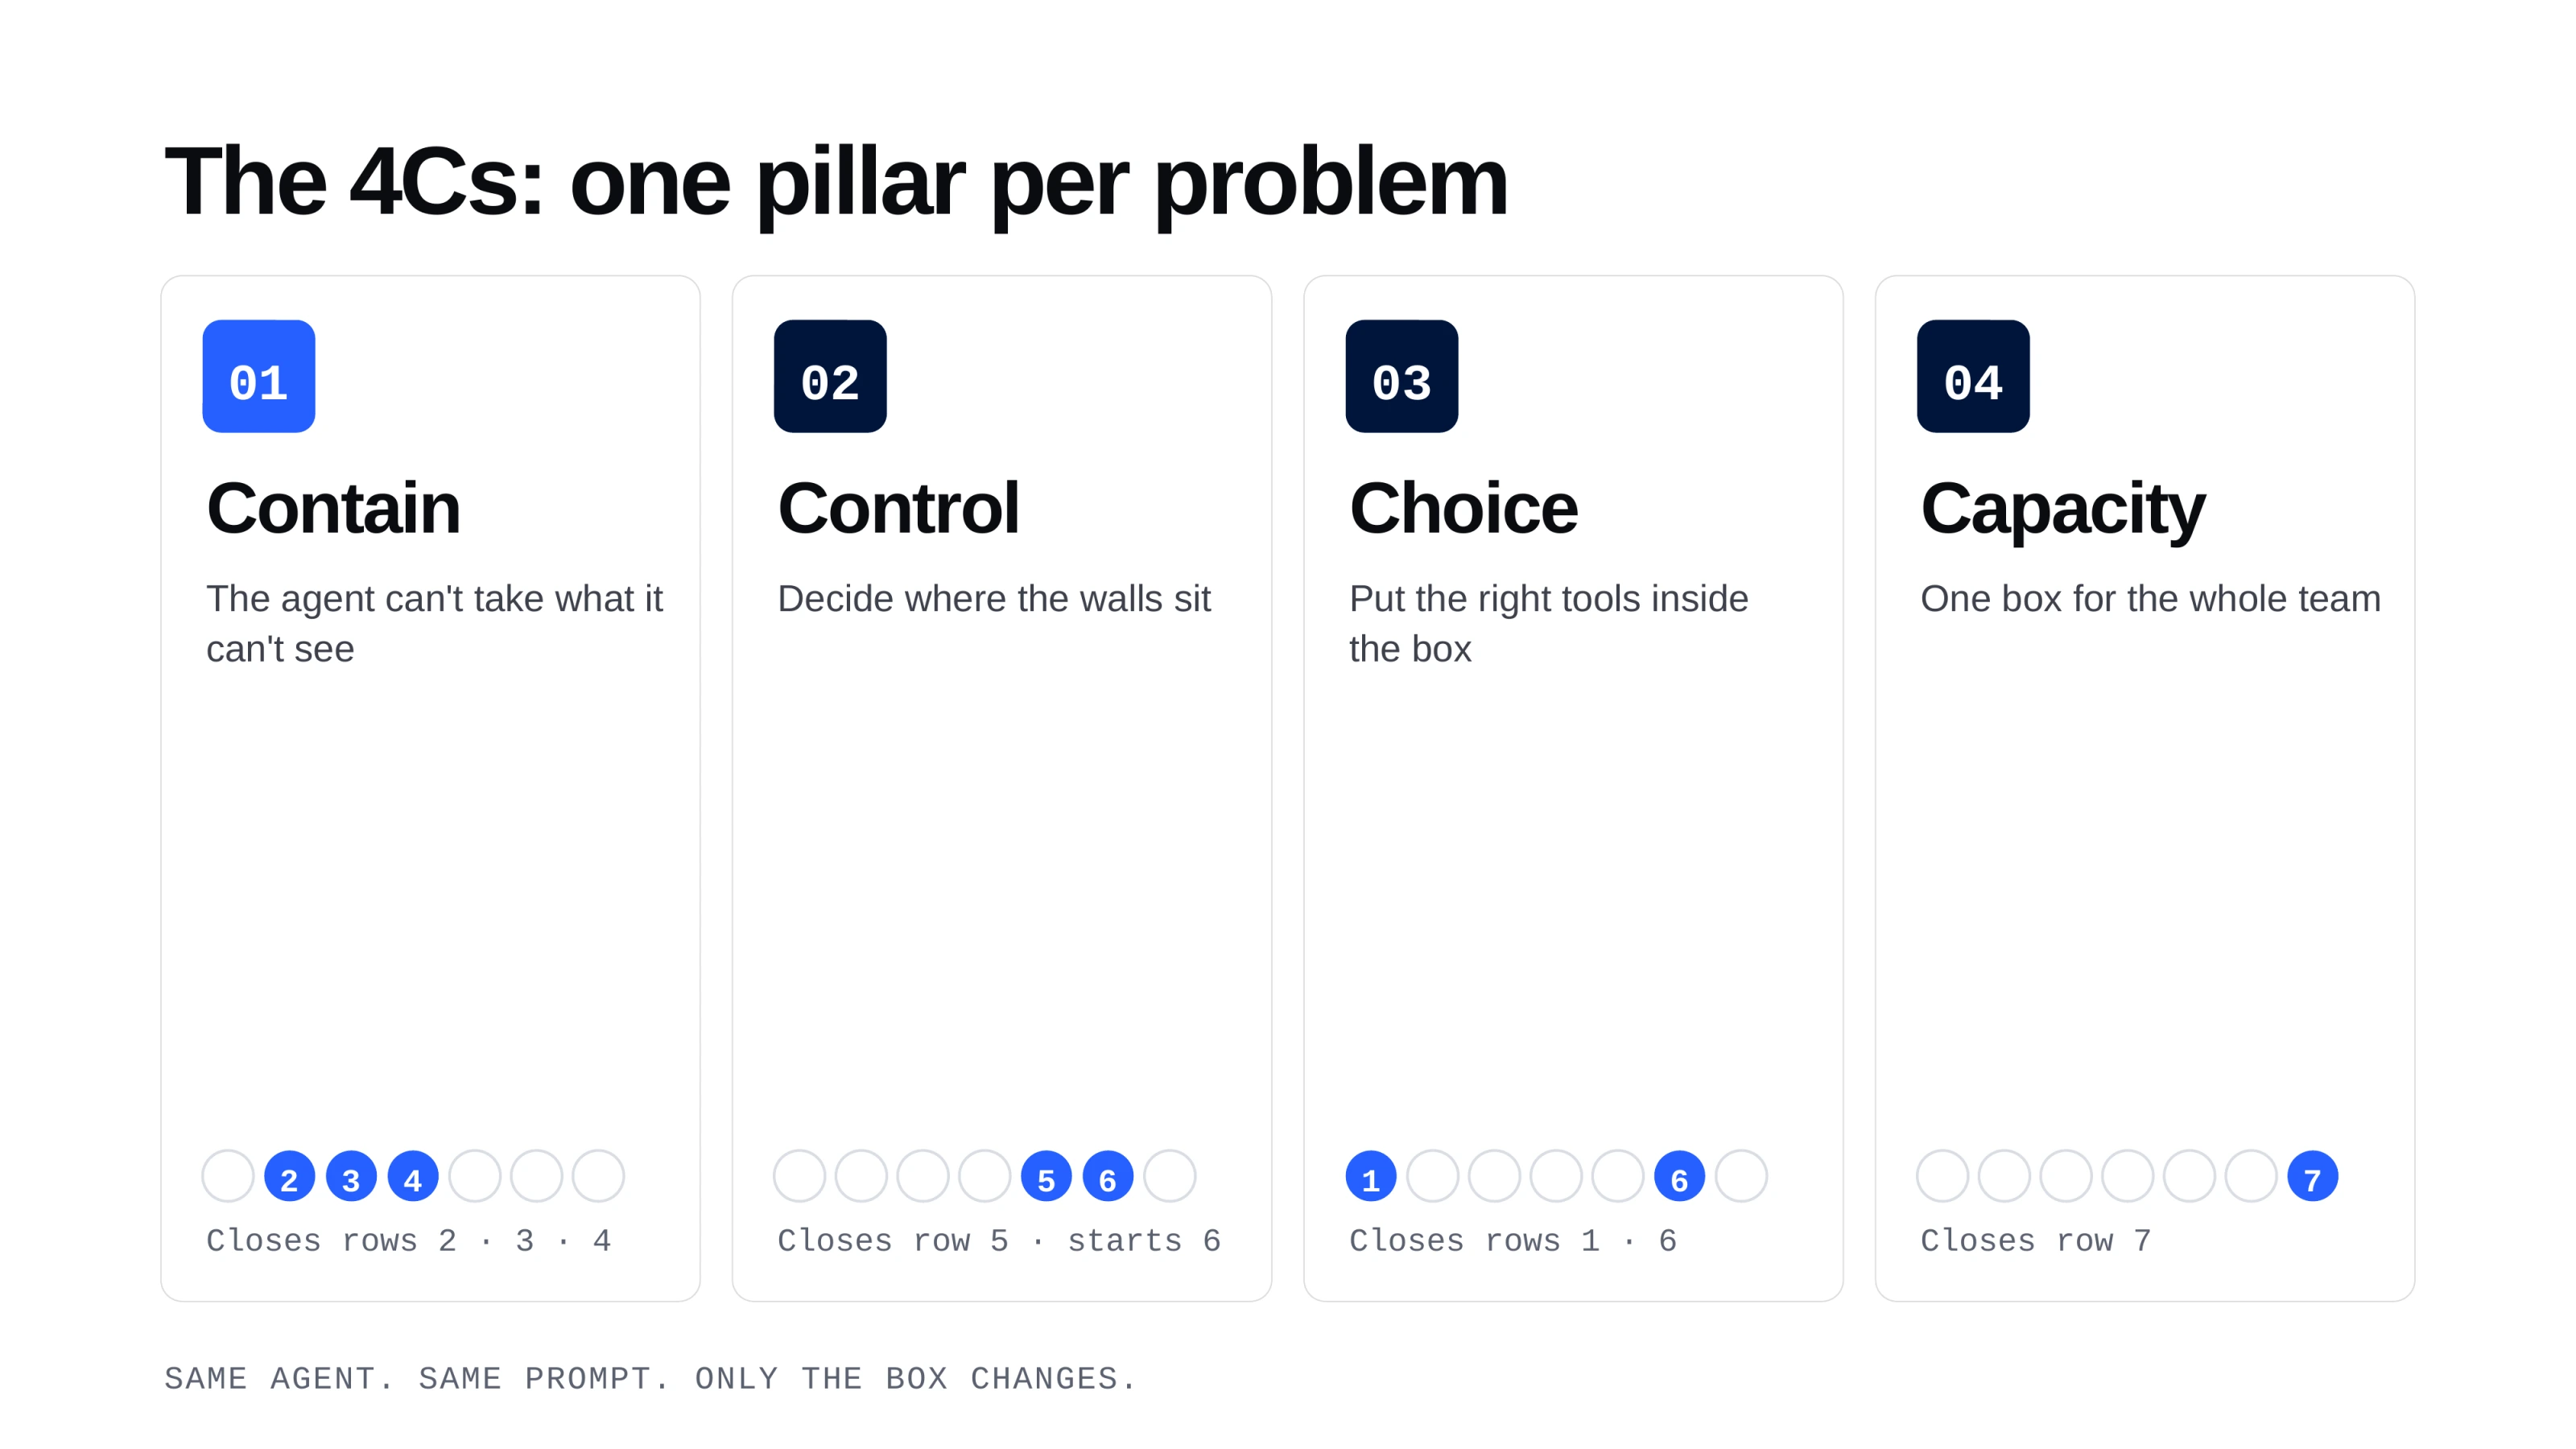 The 4Cs: one pillar per problem
01
Contain
The agent can't take what it
can't see
2 3 4
Closes rows 2 · 3 · 4
02
Control
Decide where the walls sit
5 6
Closes row 5 · starts 6
03
Choice
Put the right tools inside
the box
1 6
Closes rows 1 · 6
04
Capacity
One box for the whole team
7
Closes row 7
SAME AGENT. SAME PROMPT. ONLY THE BOX CHANGES.